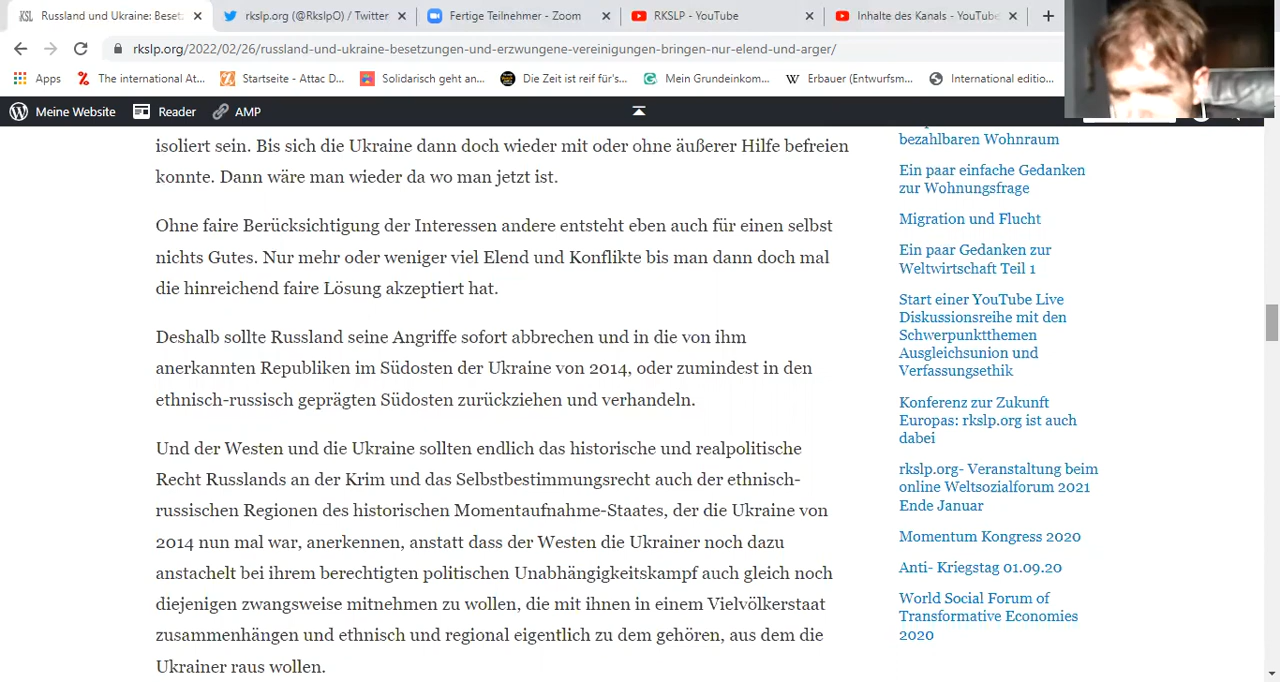 Russland und Ukraine: Beset
rkslp.org (@RkslpO) / Twitter
Fertige Teilnehmer - Zoom
RKSLP - YouTube
Inhalte des Kanals - YouTube
rkslp.org/2022/02/26/russland-und-ukraine-besetzungen-und-erzwungene-vereinigungen-bringen-nur-elend-und-arger/
Apps
The international At...
Startseite - Attac D...
Solidarisch geht an...
Die Zeit ist reif für's...
Mein Grundeinkom...
Erbauer (Entwurfsm...
International editio...
Meine Website
Reader
AMP
isoliert sein. Bis sich die Ukraine dann doch wieder mit oder ohne äußerer Hilfe befreien
konnte. Dann wäre man wieder da wo man jetzt ist.
Ohne faire Berücksichtigung der Interessen andere entsteht eben auch für einen selbst
nichts Gutes. Nur mehr oder weniger viel Elend und Konflikte bis man dann doch mal
die hinreichend faire Lösung akzeptiert hat.
Deshalb sollte Russland seine Angriffe sofort abbrechen und in die von ihm
anerkannten Republiken im Südosten der Ukraine von 2014, oder zumindest in den
ethnisch-russisch geprägten Südosten zurückziehen und verhandeln.
Und der Westen und die Ukraine sollten endlich das historische und realpolitische
Recht Russlands an der Krim und das Selbstbestimmungsrecht auch der ethnisch-
russischen Regionen des historischen Momentaufnahme-Staates, der die Ukraine von
2014 nun mal war, anerkennen, anstatt dass der Westen die Ukrainer noch dazu
anstachelt bei ihrem berechtigten politischen Unabhängigkeitskampf auch gleich noch
diejenigen zwangsweise mitnehmen zu wollen, die mit ihnen in einem Vielvölkerstaat
zusammenhängen und ethnisch und regional eigentlich zu dem gehören, aus dem die
Ukrainer raus wollen.
bezahlbaren Wohnraum
Ein paar einfache Gedanken
zur Wohnungsfrage
Migration und Flucht
Ein paar Gedanken zur
Weltwirtschaft Teil 1
Start einer YouTube Live
Diskussionsreihe mit den
Schwerpunktthemen
Ausgleichsunion und
Verfassungsethik
Konferenz zur Zukunft
Europas: rkslp.org ist auch
dabei
rkslp.org- Veranstaltung beim
online Weltsozialforum 2021
Ende Januar
Momentum Kongress 2020
Anti- Kriegstag 01.09.20
World Social Forum of
Transformative Economies
2020